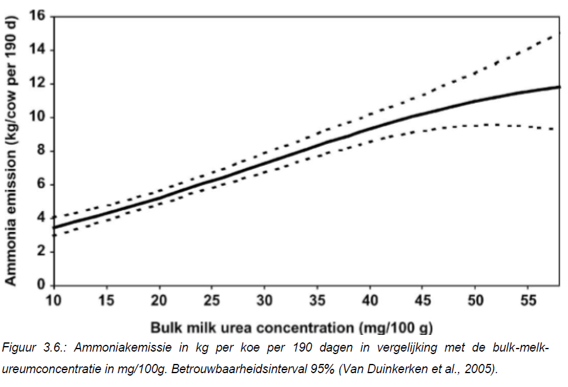 16
14
12
10
8
6
4
2
0
Ammonia emission (kg/cow per 190 d)
10 15 20 25 30 35 40 45 50 55
Bulk milk urea concentration (mg/100 g)
Figuur 3.6.: Ammoniakemissie in kg per koe per 190 dagen in vergelijking met de bulk-melk-
ureumconcentratie in mg/100g. Betrouwbaarheidsinterval 95% (Van Duinkerken et al., 2005).